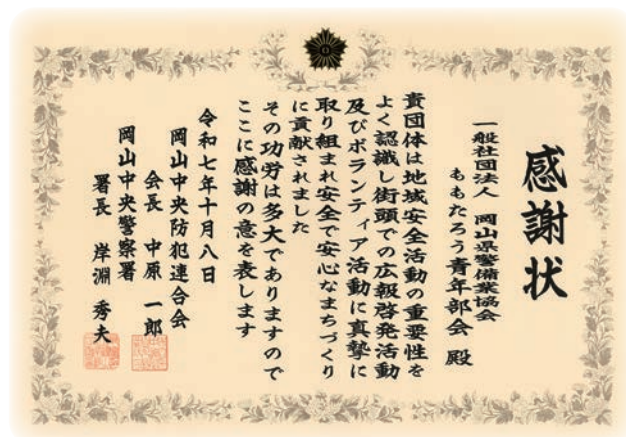 感謝状
一般社団法人 岡山県警備業協会
ももたろう青年部会 殿
貴団体は地域安全活動の重要性を
よく認識し街頭での広報啓発活動
及びボランティア活動に真摯に
取り組まれ安全で安心なまちづくり
に貢献されました
その功労は多大でありますので
ここに感謝の意を表します
令和七年十月八日
岡山中央防犯連合会
会長 中原 一郎
岡山中央警察署
署長 岸淵 秀夫